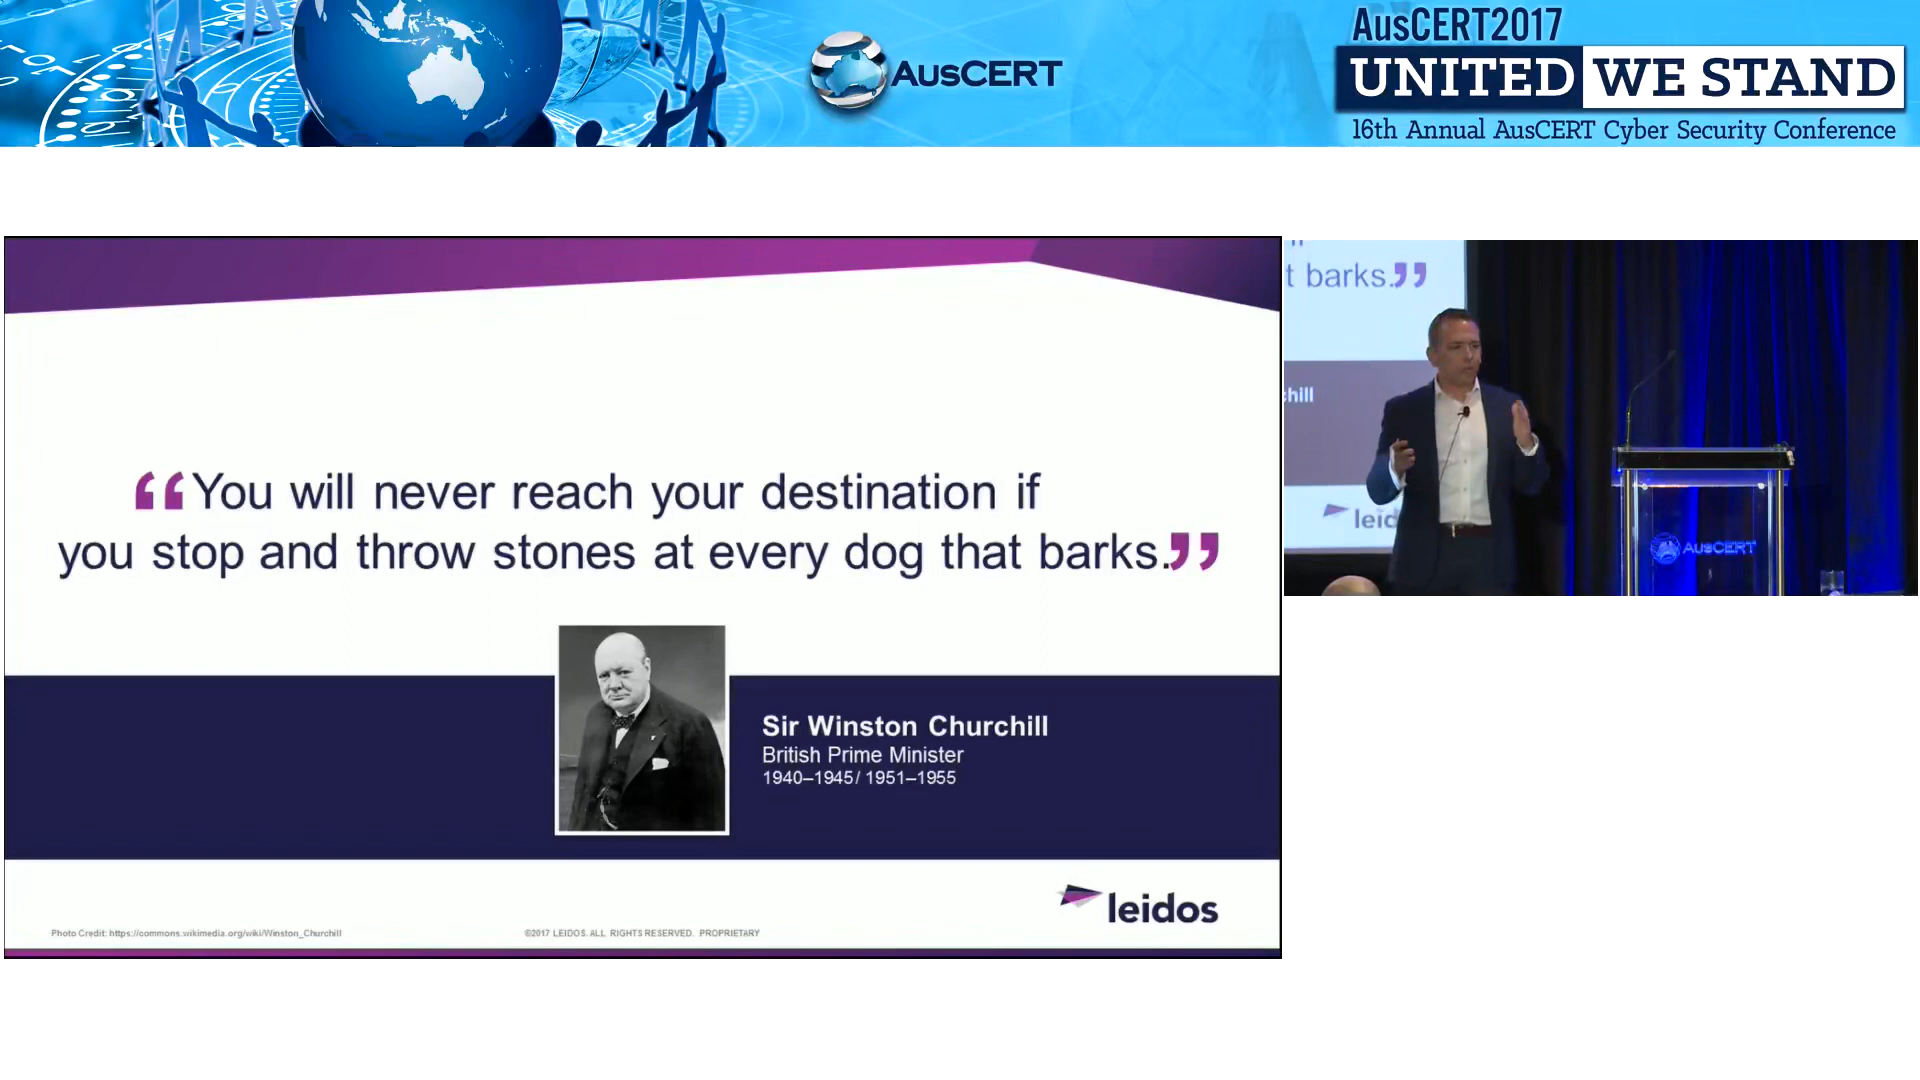 AusCERT
AusCERT2017
UNITED WE STAND
16th Annual AusCERT Cyber Security Conference
“You will never reach your destination if
you stop and throw stones at every dog that barks.”
Sir Winston Churchill
British Prime Minister
1940–1945/ 1951–1955
leidos
Photo Credit: https://commons.wikimedia.org/wiki/Winston_Churchill
©2017 LEIDOS. ALL RIGHTS RESERVED. PROPRIETARY
t barks.”
chill
leid
AusCERT